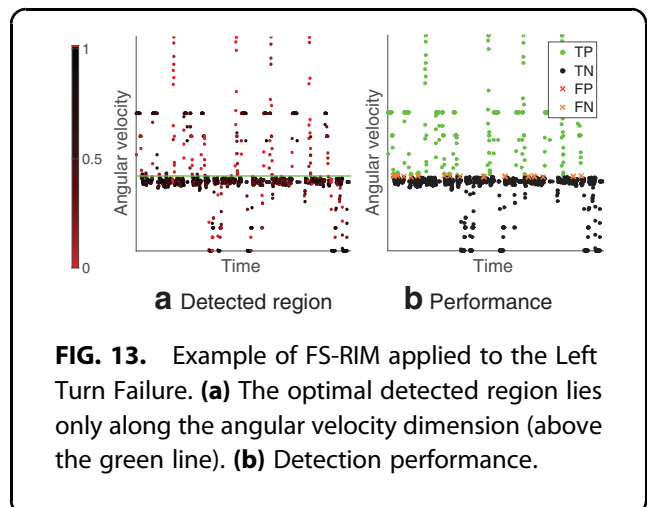 1
0.5
0
Angular velocity
Time
a Detected region
Angular velocity
Time
TP
TN
FP
FN
b Performance
FIG. 13. Example of FS-RIM applied to the Left
Turn Failure. (a) The optimal detected region lies
only along the angular velocity dimension (above
the green line). (b) Detection performance.